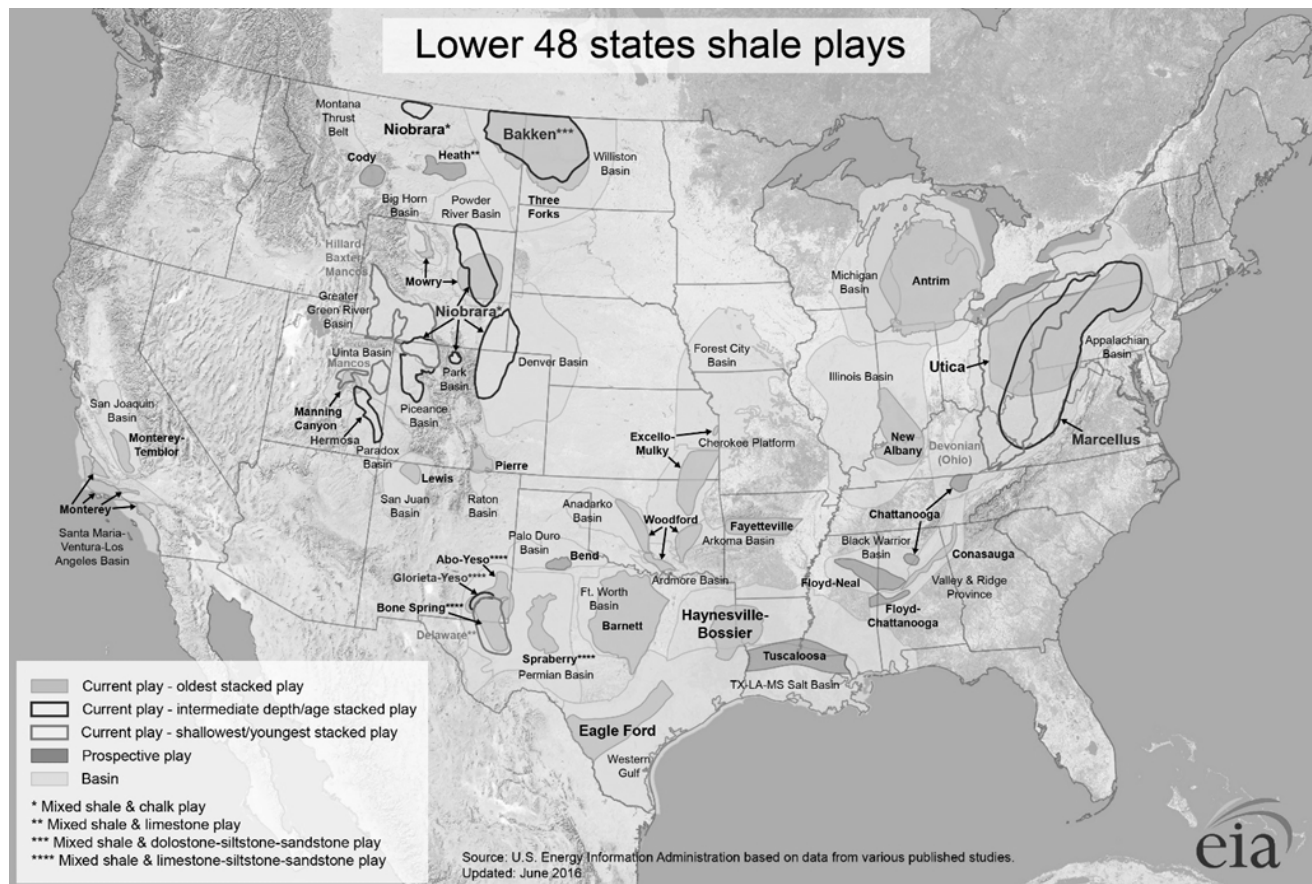 Lower 48 states shale plays
Montana
Thrust
Belt
Niobrara*
Bakken***
Williston
Basin
Cody
Heath**
Big Horn
Basin
Powder
River Basin
Three
Forks
Hillard-
Baxter-
Mancos
Mowry
Greater
Green River
Basin
Niobrara*
Michigan
Basin
Antrim
Uinta Basin
Mancos
Park
Basin
Denver Basin
Forest City
Basin
Illinois Basin
Utica
Appalachian
Basin
San Joaquin
Basin
Monterey-
Temblor
Manning
Canyon
Hermosa
Piceance
Basin
Paradox
Basin
Excello-
Mulky
Cherokee Platform
New
Albany
Devonian
(Ohio)
Marcellus
Lewis
Pierre
San Juan
Basin
Raton
Basin
Monterey
Santa Maria-
Ventura-Los
Angeles Basin
Anadarko
Basin
Woodford
Fayetteville
Arkoma Basin
Chattanooga
Black Warrior
Basin
Conasauga
Palo Duro
Basin
Bend
Abo-Yeso****
Glorieta-Yeso****
Ardmore Basin
Floyd-Neal
Valley & Ridge
Province
Bone Spring****
Ft. Worth
Basin
Barnett
Haynesville-
Bossier
Floyd-
Chattanooga
Delaware**
Spraberry****
Permian Basin
Tuscaloosa
TX-LA-MS Salt Basin
Eagle Ford
Western
Gulf
Current play - oldest stacked play
Current play - intermediate depth/age stacked play
Current play - shallowest/youngest stacked play
Prospective play
Basin
* Mixed shale & chalk play
** Mixed shale & limestone play
*** Mixed shale & dolostone-siltstone-sandstone play
**** Mixed shale & limestone-siltstone-sandstone play
Source: U.S. Energy Information Administration based on data from various published studies.
Updated: June 2016
eia